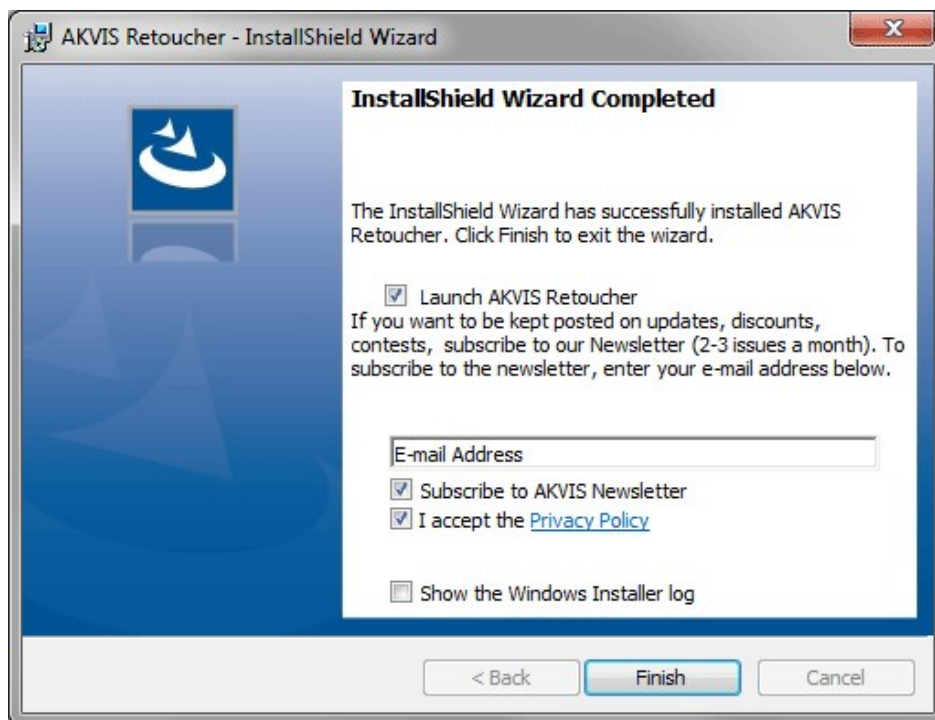 AKVIS Retoucher - InstallShield Wizard
InstallShield Wizard Completed
The InstallShield Wizard has successfully installed AKVIS
Retoucher. Click Finish to exit the wizard.
Launch AKVIS Retoucher
If you want to be kept posted on updates, discounts,
contests,  subscribe to our Newsletter (2-3 issues a month). To
subscribe to the newsletter, enter your e-mail address below.
E-mail Address
Subscribe to AKVIS Newsletter
I accept the Privacy Policy
Show the Windows Installer log
< Back
Finish
Cancel